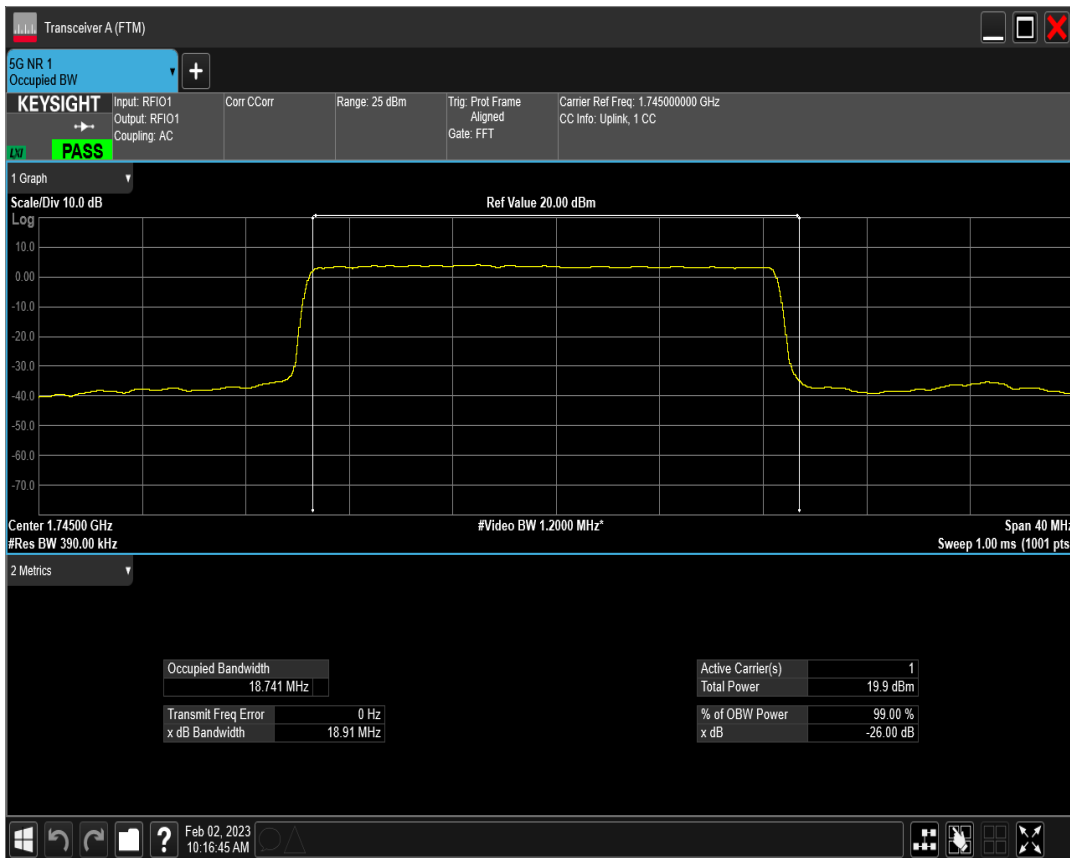 Transceiver A (FTM)
5G NR 1
Occupied BW
+
KEYSIGHT
LXI
PASS
Input: RFIO1
Output: RFIO1
Coupling: AC
Corr CCorr
Range: 25 dBm
Trig: Prot Frame
Aligned
Gate: FFT
Carrier Ref Freq: 1.745000000 GHz
CC Info: Uplink, 1 CC
1 Graph
Scale/Div 10.0 dB
Ref Value 20.00 dBm
Log
10.0
0.00
-10.0
-20.0
-30.0
-40.0
-50.0
-60.0
-70.0
Center 1.74500 GHz
#Video BW 1.2000 MHz*
Span 40 MHz
#Res BW 390.00 kHz
Sweep 1.00 ms (1001 pts
2 Metrics
Occupied Bandwidth
18.741 MHz
Transmit Freq Error 0 Hz
x dB Bandwidth 18.91 MHz
Active Carrier(s) 1
Total Power 19.9 dBm
% of OBW Power 99.00 %
x dB -26.00 dB
?
Feb 02, 2023
10:16:45 AM